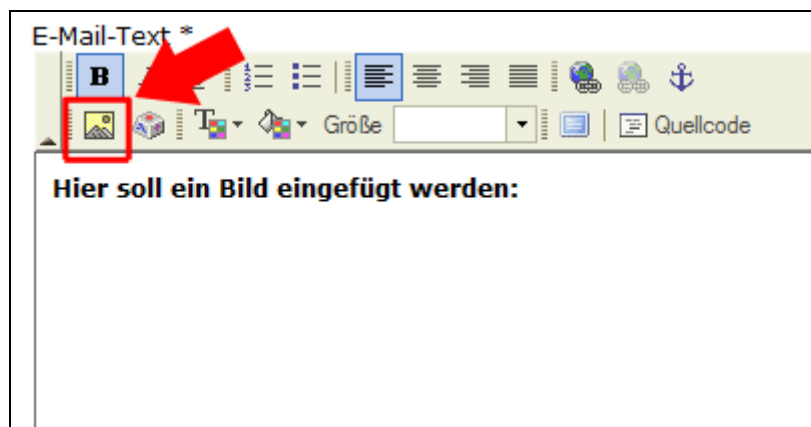 E-Mail-Text *
B
Größe
Quellcode
Hier soll ein Bild eingefügt werden: